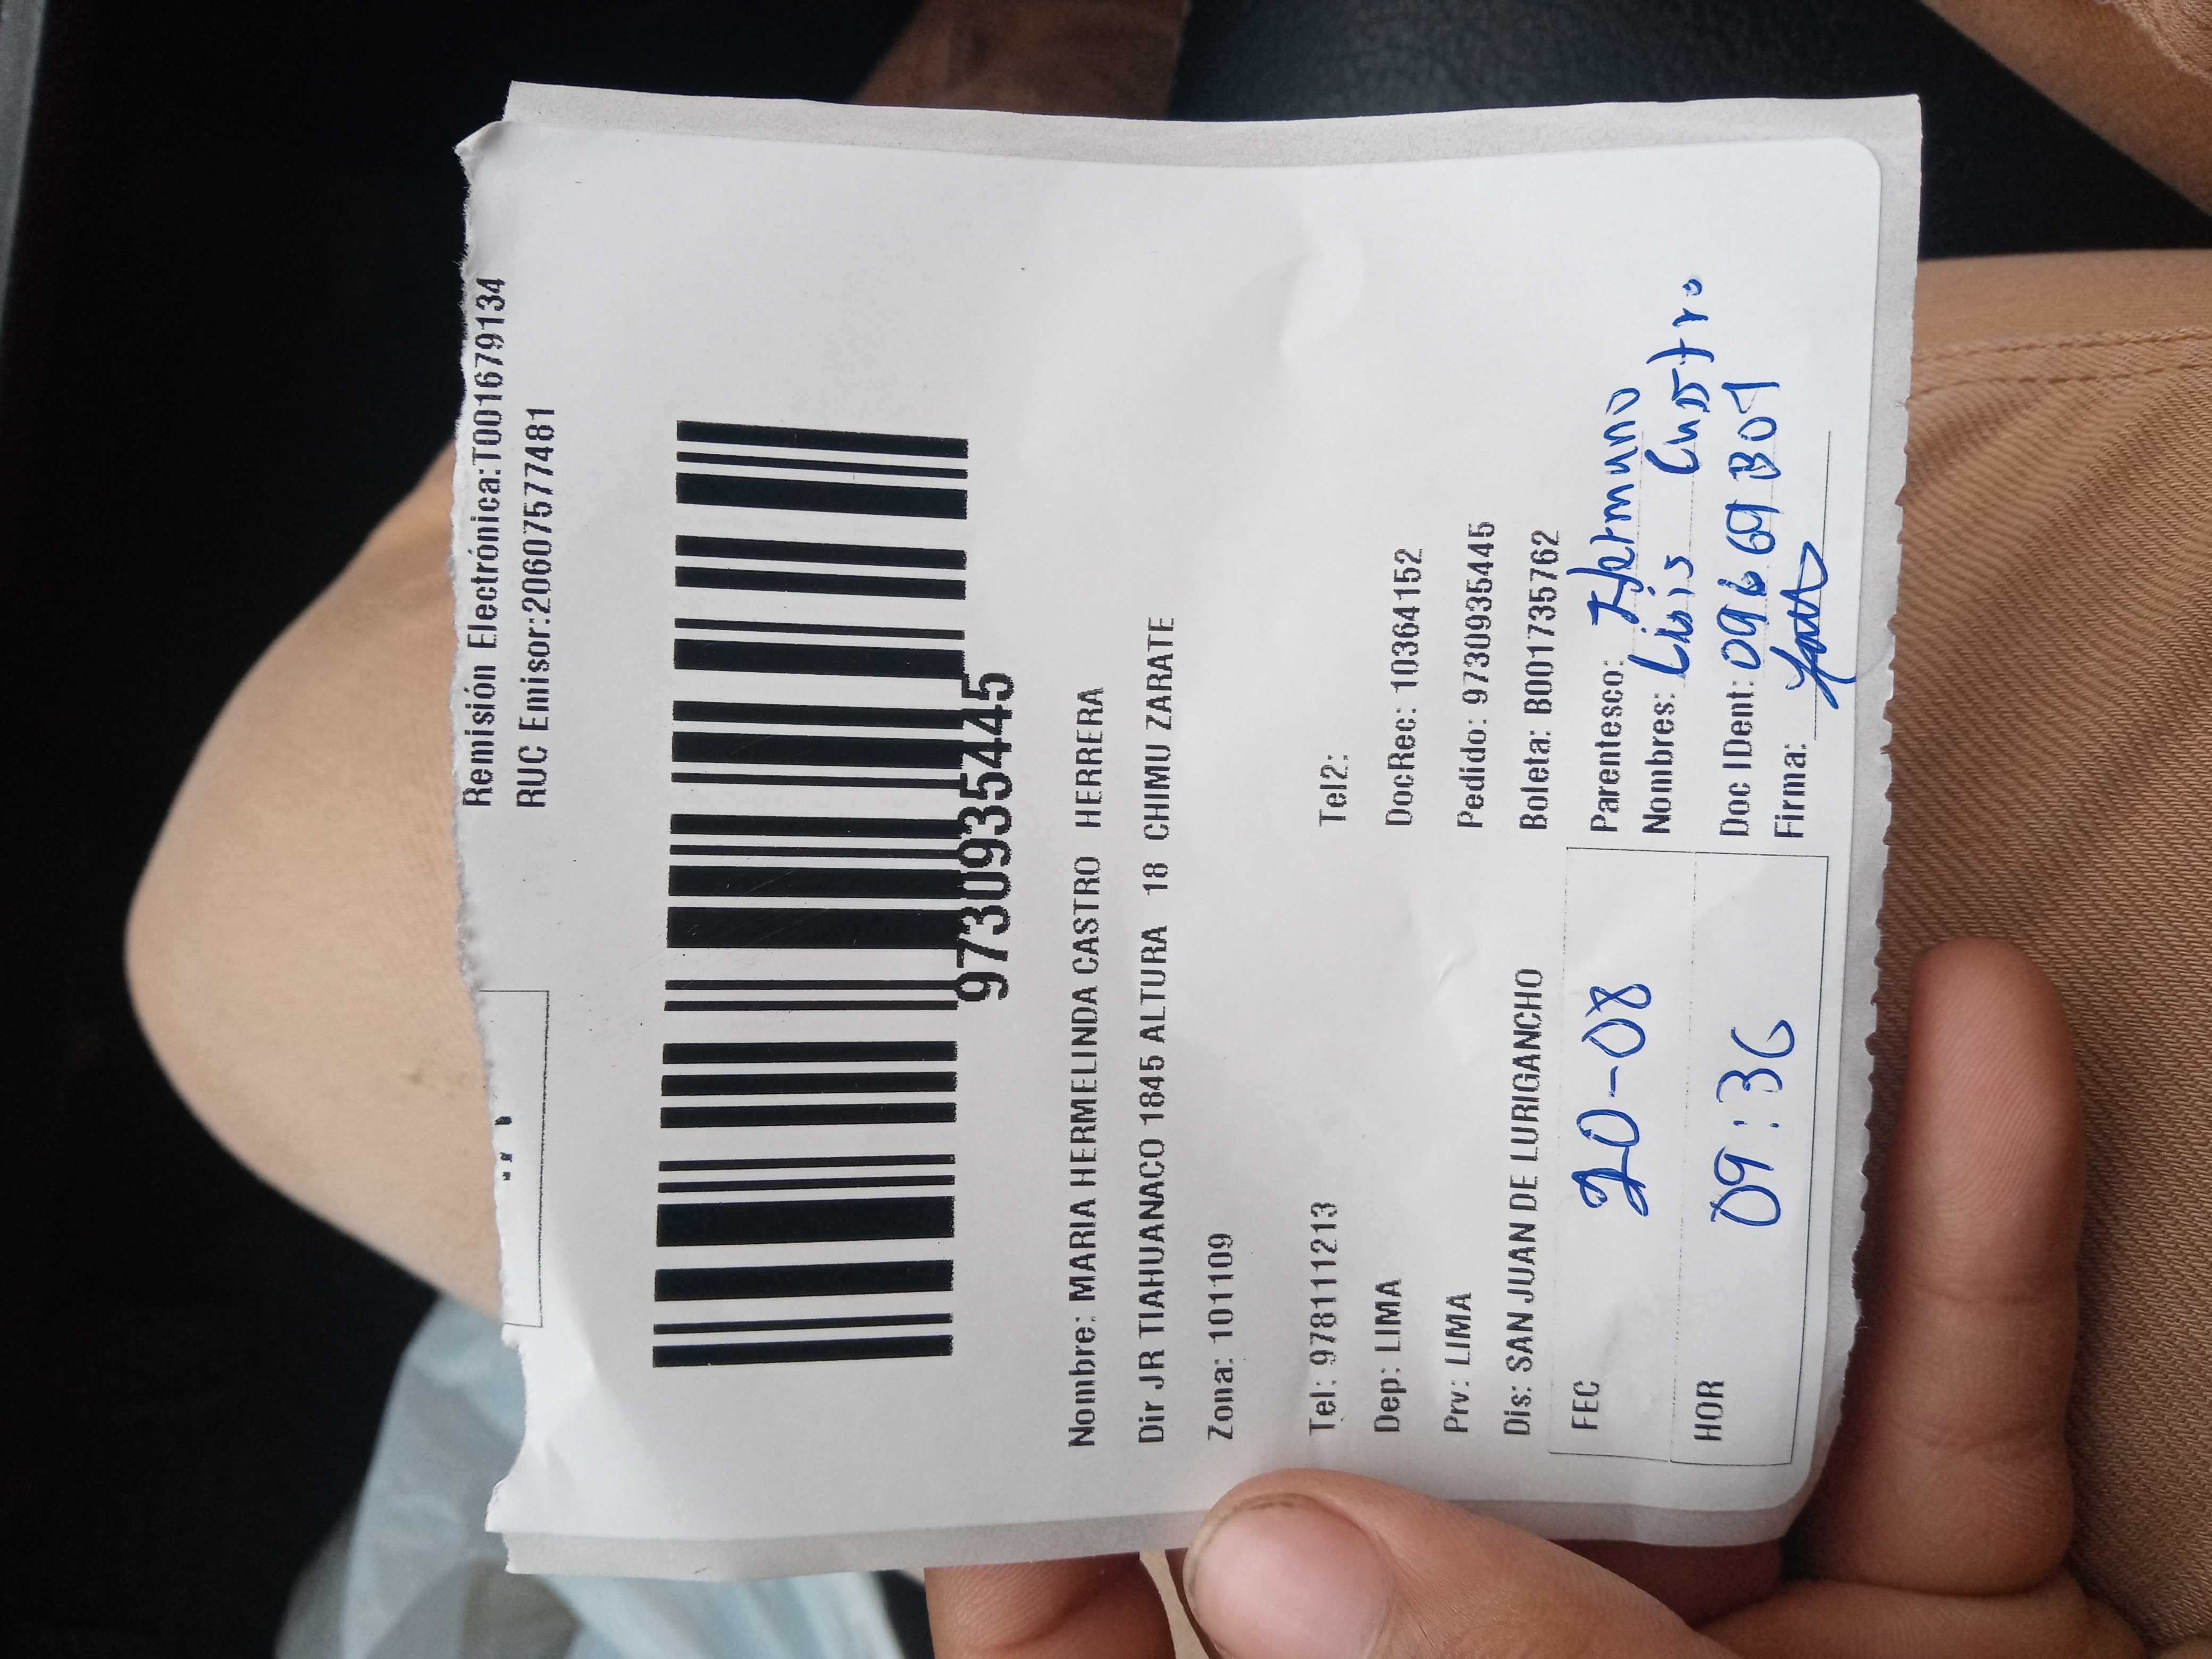 Remisión Electrónica:T001679134
RUC Emisor:20607577481
9730935445
Nombre: MARIA HERMELINDA CASTRO HERRERA
Dir JR TIAHUANACO 1845 ALTURA 18 CHIMU ZARATE
Zona: 101109
Tel: 978111213 Tel2:
Dep: LIMA DocRec: 10364152
Prv: LIMA Pedido: 9730935445
Dis: SAN JUAN DE LURIGANCHO Boleta: B001735762
FEC 20-08 Parentesco: Hermano
Nombres: Luis Castro
HOR 09:36 Doc IDent:
Firma: